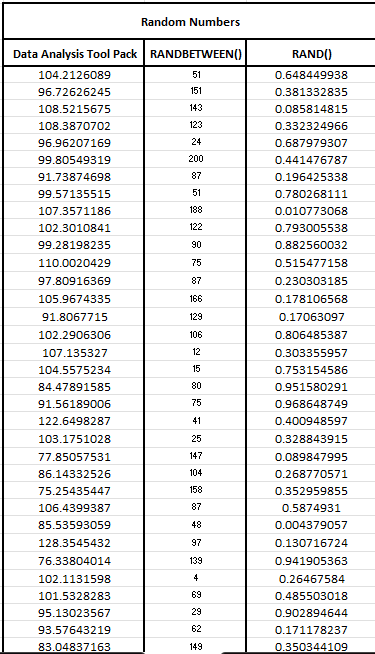 Random Numbers
Data Analysis Tool Pack RANDBETWEEN() RAND()
104.2126089 51 0.648449938
96.72626245 151 0.381332835
108.5215675 143 0.085814815
108.3870702 123 0.332324966
96.96207169 24 0.687979307
99.80549319 200 0.441476787
91.73874698 87 0.196425338
99.57135515 51 0.780268111
107.3571186 188 0.010773068
102.3010841 122 0.793005538
99.28198235 90 0.882560032
110.0020429 75 0.515477158
97.80916369 87 0.230303185
105.9674335 166 0.178106568
91.8067715 129 0.17063097
102.2906306 106 0.806485387
107.135327 12 0.303355957
104.5575234 15 0.753154586
84.47891585 80 0.951580291
91.56189006 75 0.968648749
122.6498287 41 0.400948597
103.1751028 25 0.328843915
77.85057531 147 0.089847995
86.14332526 104 0.268770571
75.25435447 158 0.352959855
106.4399387 87 0.5874931
85.53593059 48 0.004379057
128.3545432 97 0.130716724
76.33804014 139 0.941905363
102.1131598 4 0.26467584
101.5328283 69 0.485503018
95.13023567 29 0.902894644
93.57643219 62 0.171178237
83.04837163 149 0.350344109